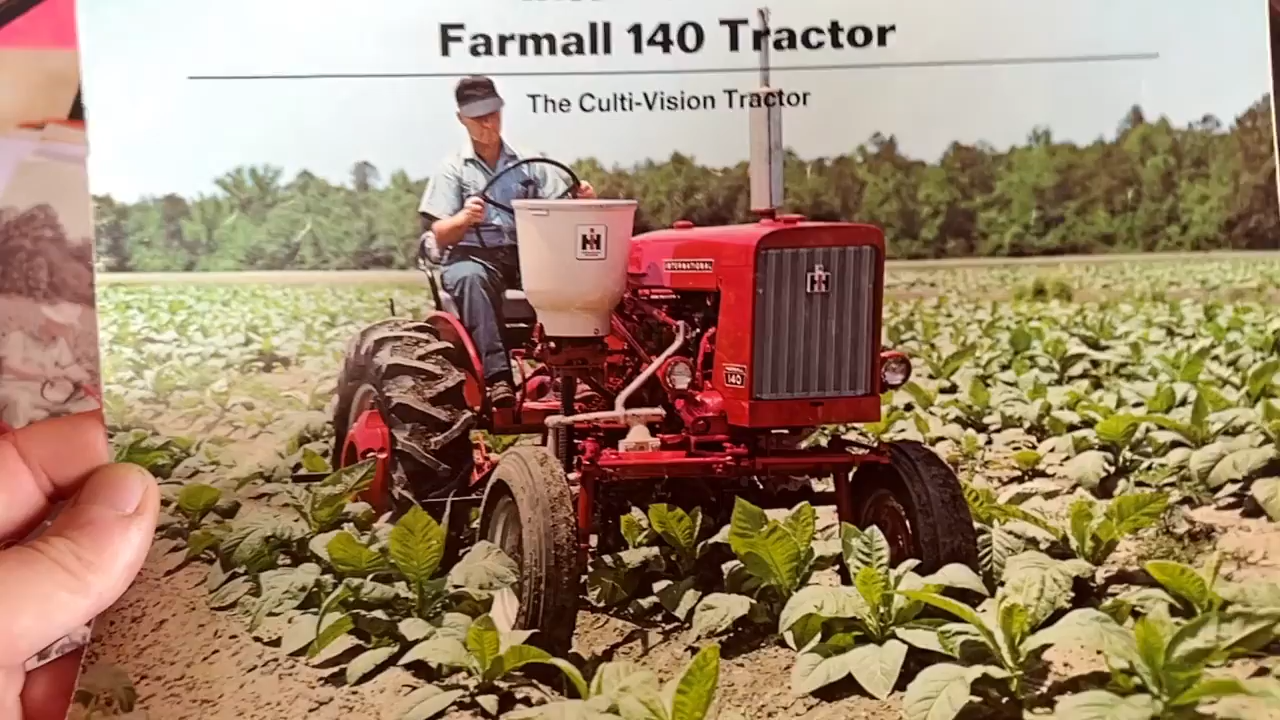 Farmall 140 Tractor
The Culti-Vision Tractor
IH
INTERNATIONAL
IH
140